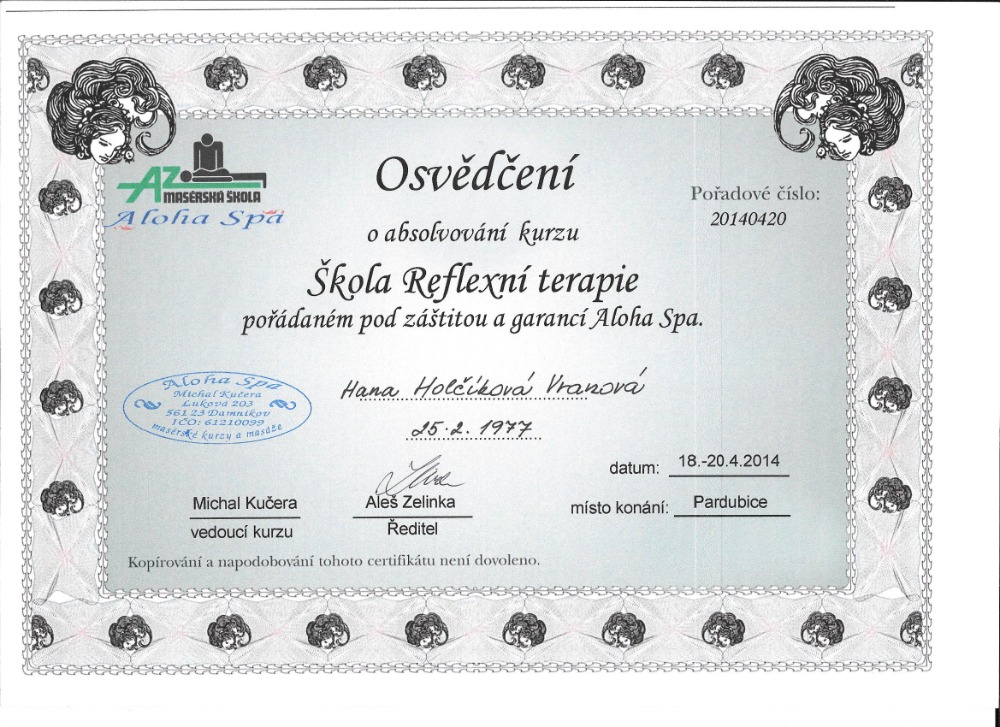 AZ
MASÉRSKÁ ŠKOLA
Aloha Spa
Osvědčení
Pořadové číslo:
20140420
o absolvování kurzu
Škola Reflexní terapie
pořádaném pod záštitou a garancí Aloha Spa.
Hana Holčíková Vranová
25.2.1977
Aloha Spa
Michal Kučera
Luková 203
561 23 Damníkov
IČO: 61210099
masérské kurzy a masáže
datum: 18.-20.4.2014
místo konání: Pardubice
Michal Kučera
vedoucí kurzu
Aleš Zelinka
Ředitel
Kopírování a napodobování tohoto certifikátu není dovoleno.